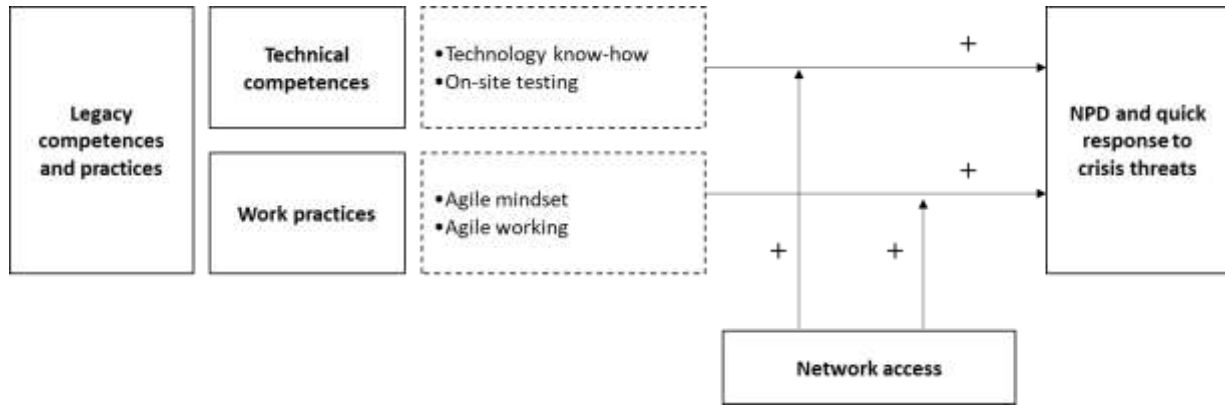 Legacy
competences
and practices
Technical
competences
▪Technology know-how
▪On-site testing
Work practices
▪Agile mindset
▪Agile working
+
+
+
+
NPD and quick
response to
crisis threats
Network access